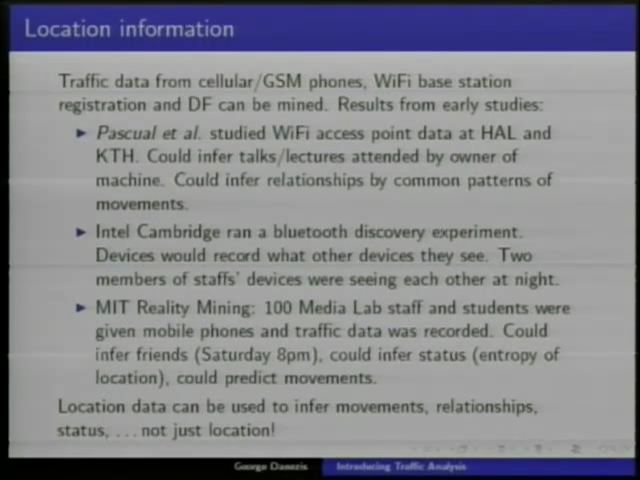 Location information
Traffic data from cellular/GSM phones, WiFi base station
registration and DF can be mined. Results from early studies:
▶ Pascual et al. studied WiFi access point data at HAL and
KTH. Could infer talks/lectures attended by owner of
machine. Could infer relationships by common patterns of
movements.
▶ Intel Cambridge ran a bluetooth discovery experiment.
Devices would record what other devices they see. Two
members of staffs' devices were seeing each other at night.
▶ MIT Reality Mining: 100 Media Lab staff and students were
given mobile phones and traffic data was recorded. Could
infer friends (Saturday 8pm), could infer status (entropy of
location), could predict movements.
Location data can be used to infer movements, relationships,
status, ... not just location!
George Danezis Introducing Traffic Analysis